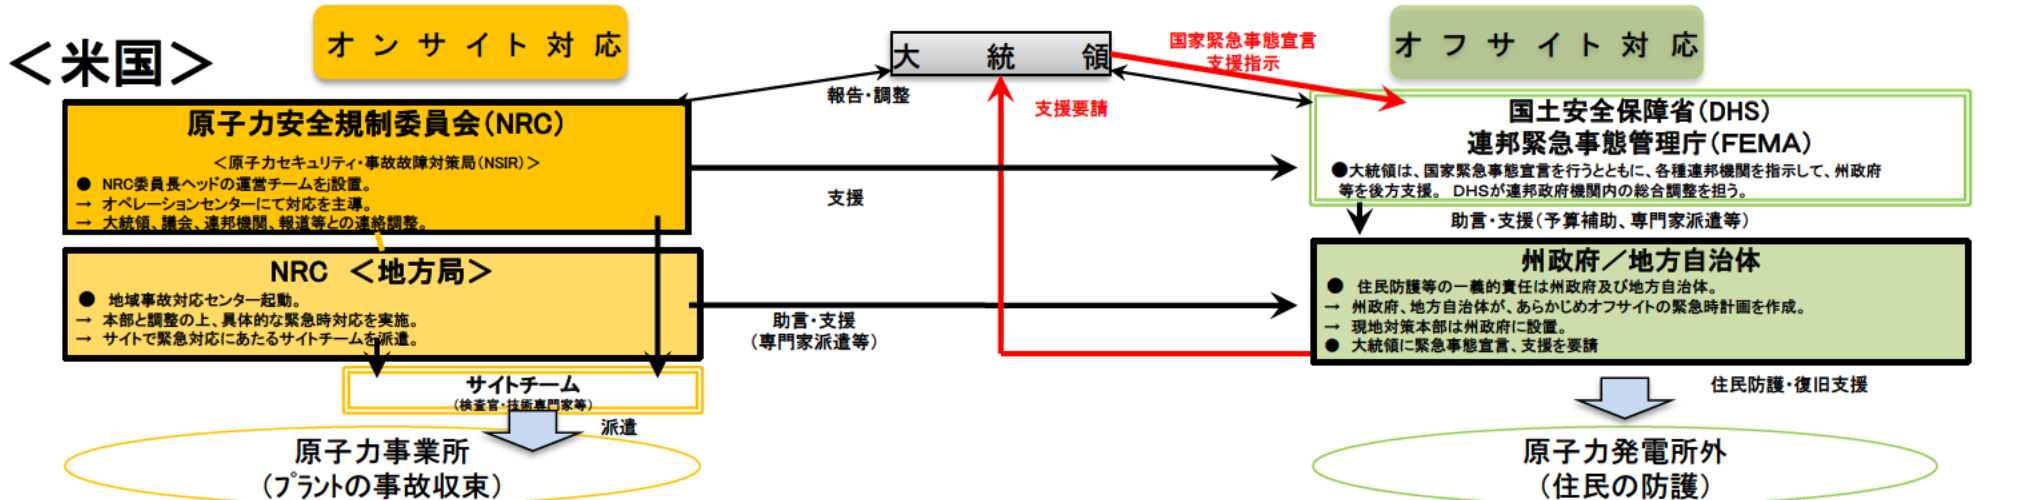 ＜米国＞
オンサイト対応
大統領
国家緊急事態宣言
支援指示
オフサイト対応
報告・調整
支援要請
原子力安全規制委員会（NRC）
＜原子力セキュリティ・事故故障対策局（NSIR）＞
● NRC委員長ヘッドの運営チームをj設置。
→ オペレーションセンターにて対応を主導。
→ 大統領、議会、連邦機関、報道等との連絡調整。
支援
国土安全保障省（DHS）
連邦緊急事態管理庁（FEMA）
●大統領は、国家緊急事態宣言を行うとともに、各種連邦機関を指示して、州政府
等を後方支援。 DHSが連邦政府機関内の総合調整を担う。
助言・支援（予算補助、専門家派遣等）
NRC ＜地方局＞
● 地域事故対応センター起動。
→ 本部と調整の上、具体的な緊急時対応を実施。
→ サイトで緊急対応にあたるサイトチームを派遣。
助言・支援
（専門家派遣等）
州政府／地方自治体
● 住民防護等の一義的責任は州政府及び地方自治体。
→ 州政府、地方自治体が、あらかじめオフサイトの緊急時計画を作成。
→ 現地対策本部は州政府に設置。
● 大統領に緊急事態宣言、支援を要請
サイトチーム
（検査官・技術専門家等）
派遣
住民防護・復旧支援
原子力事業所
（プラントの事故収束）
原子力発電所外
（住民の防護）